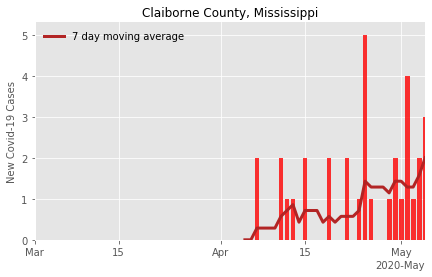 Claiborne County, Mississippi
7 day moving average
New Covid-19 Cases
5
4
3
2
1
0
Mar
15
Apr
15
May
2020-May